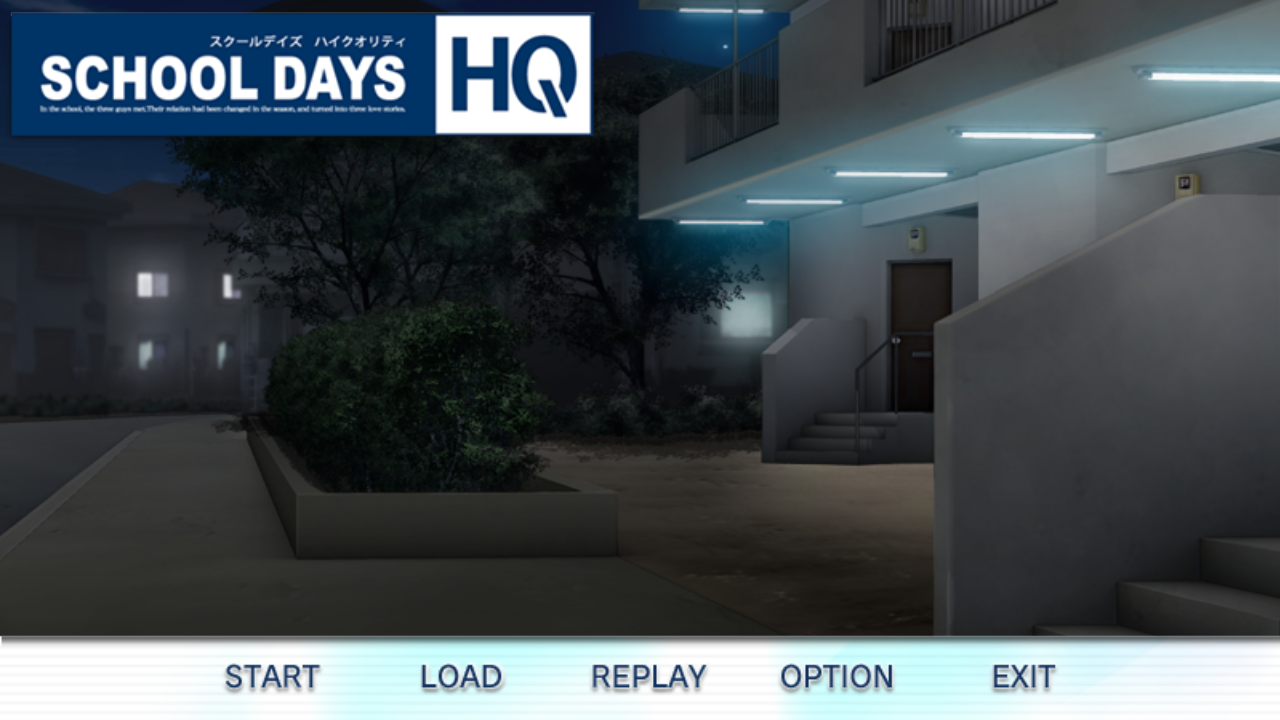 スクールデイズ ハイクオリティ
SCHOOL DAYS
HQ
In the school, the three guys met.Their relation had been changed in the season, and turned into three love stories.
P
START LOAD REPLAY OPTION EXIT